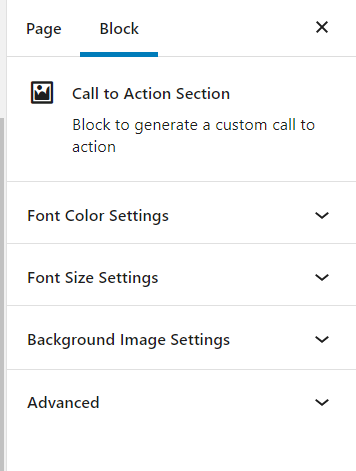 Page Block
Call to Action Section
Block to generate a custom call to
action
Font Color Settings
Font Size Settings
Background Image Settings
Advanced